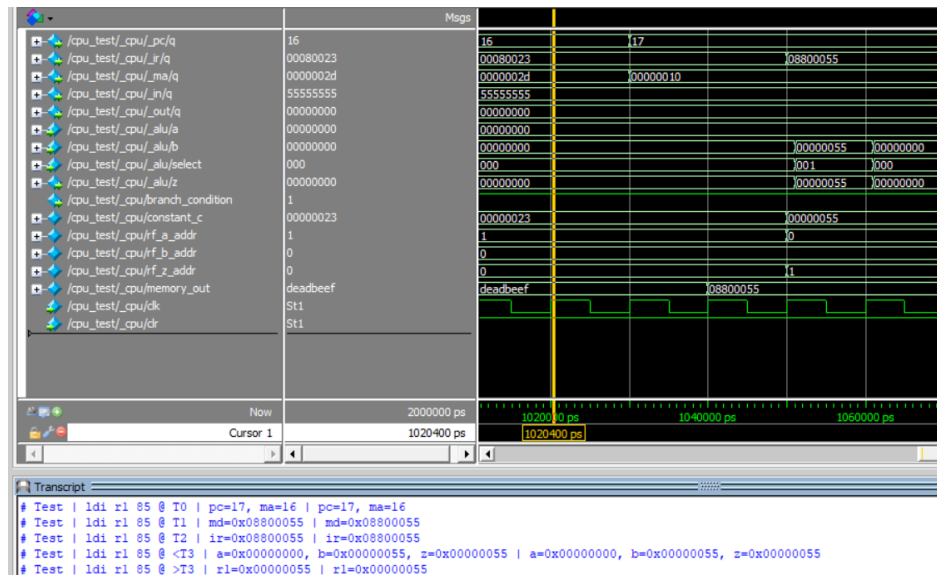 Msgs
/cpu_test/_cpu/_pc/q 16 16 17
/cpu_test/_cpu/_ir/q 00080023 00080023 08800055
/cpu_test/_cpu/_ma/q 0000002d 0000002d 00000010
/cpu_test/_cpu/_in/q 55555555 55555555
/cpu_test/_cpu/_out/q 00000000 00000000
/cpu_test/_cpu/_alu/a 00000000 00000000
/cpu_test/_cpu/_alu/b 00000000 00000000 00000055 00000000
/cpu_test/_cpu/_alu/select 000 000 001 000
/cpu_test/_cpu/_alu/z 00000000 00000000 00000055 00000000
/cpu_test/_cpu/branch_condition 1
/cpu_test/_cpu/constant_c 00000023 00000023 00000055
/cpu_test/_cpu/rf_a_addr 1 1 0
/cpu_test/_cpu/rf_b_addr 0 0
/cpu_test/_cpu/rf_z_addr 0 0 1
/cpu_test/_cpu/memory_out deadbeef deadbeef 08800055
/cpu_test/_cpu/clk St1
/cpu_test/_cpu/clr St1
Now 2000000 ps 1020000 ps 1040000 ps 1060000 ps
Cursor 1 1020400 ps 1020400 ps
Transcript
# Test | ldi r1 85 @ T0 | pc=17, ma=16 | pc=17, ma=16
# Test | ldi r1 85 @ T1 | md=0x08800055 | md=0x08800055
# Test | ldi r1 85 @ T2 | ir=0x08800055 | ir=0x08800055
# Test | ldi r1 85 @ <T3 | a=0x00000000, b=0x00000055, z=0x00000055 | a=0x00000000, b=0x00000055, z=0x00000055
# Test | ldi r1 85 @ >T3 | r1=0x00000055 | r1=0x00000055